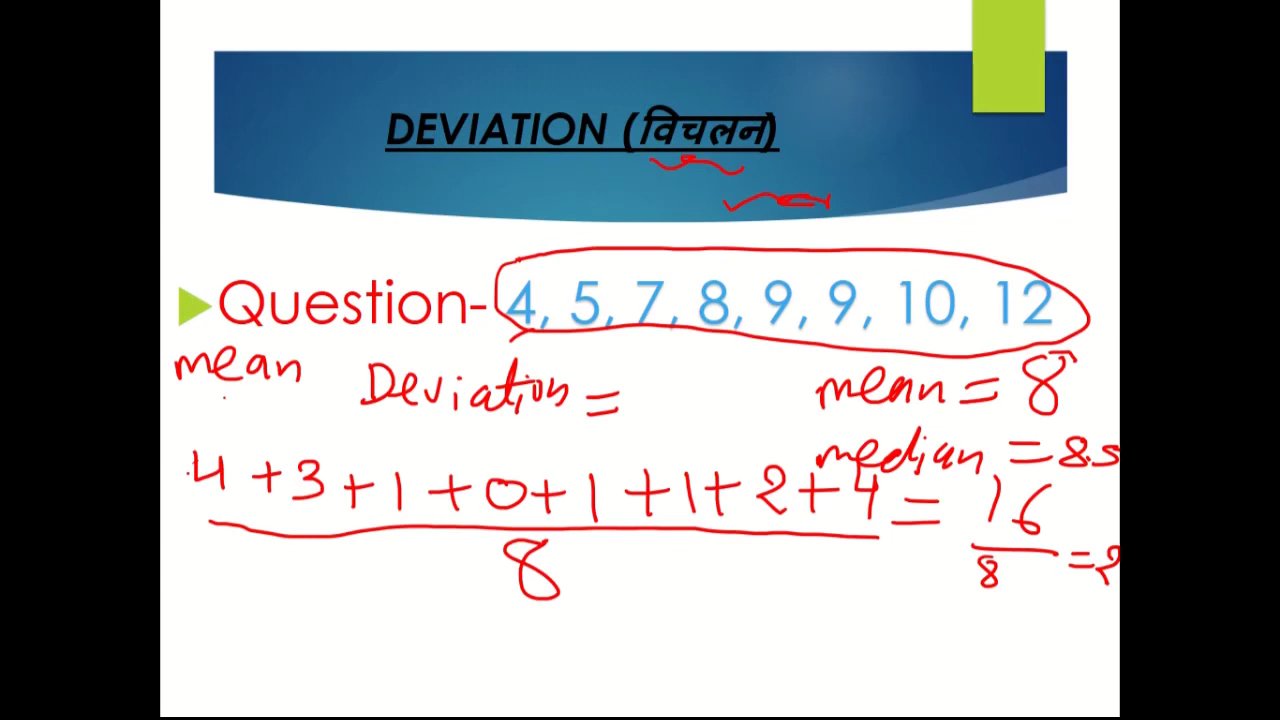 DEVIATION (विचलन)
Question- 4, 5, 7, 8, 9, 9, 10, 12
mean Deviation = mean = 8
median = 8.5
4 + 3 + 1 + 0 + 1 + 1 + 2 + 4 = 16
8 8 = 2